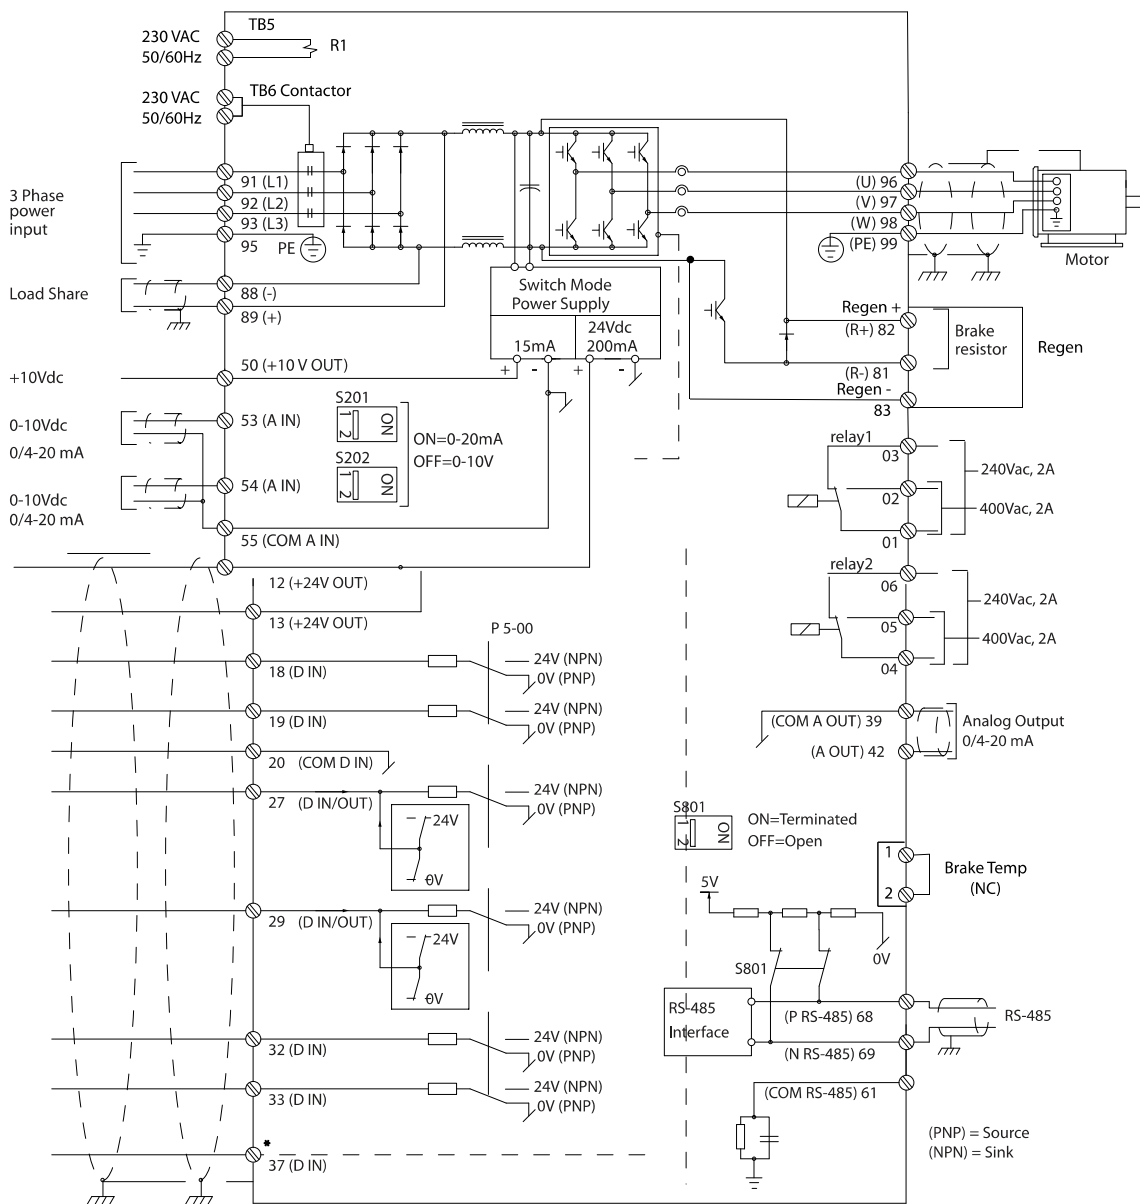 TB5
230 VAC
50/60Hz
R1
TB6 Contactor
230 VAC
50/60Hz
3 Phase
power
input
91 (L1)
92 (L2)
93 (L3)
95
PE
(U) 96
(V) 97
(W) 98
(PE) 99
Motor
Load Share
88 (-)
89 (+)
Switch Mode
Power Supply
15mA
24Vdc
200mA
+ - + -
Regen +
(R+) 82
Brake
resistor
Regen
(R-) 81
Regen -
83
+10Vdc
50 (+10 V OUT)
0-10Vdc
0/4-20 mA
53 (A IN)
S201
1 2
ON
ON=0-20mA
OFF=0-10V
S202
1 2
ON
0-10Vdc
0/4-20 mA
54 (A IN)
55 (COM A IN)
relay1
03
240Vac, 2A
02
400Vac, 2A
01
relay2
06
240Vac, 2A
05
400Vac, 2A
04
12 (+24V OUT)
13 (+24V OUT)
P 5-00
18 (D IN)
24V (NPN)
0V (PNP)
19 (D IN)
24V (NPN)
0V (PNP)
20 (COM D IN)
27 (D IN/OUT)
24V (NPN)
0V (PNP)
24V
0V
29 (D IN/OUT)
24V (NPN)
0V (PNP)
24V
0V
32 (D IN)
24V (NPN)
0V (PNP)
33 (D IN)
24V (NPN)
0V (PNP)
*
37 (D IN)
(COM A OUT) 39
(A OUT) 42
Analog Output
0/4-20 mA
S801
1 2
ON
ON=Terminated
OFF=Open
1
2
Brake Temp
(NC)
5V
0V
S801
RS-485
Interface
(P RS-485) 68
(N RS-485) 69
RS-485
(COM RS-485) 61
(PNP) = Source
(NPN) = Sink